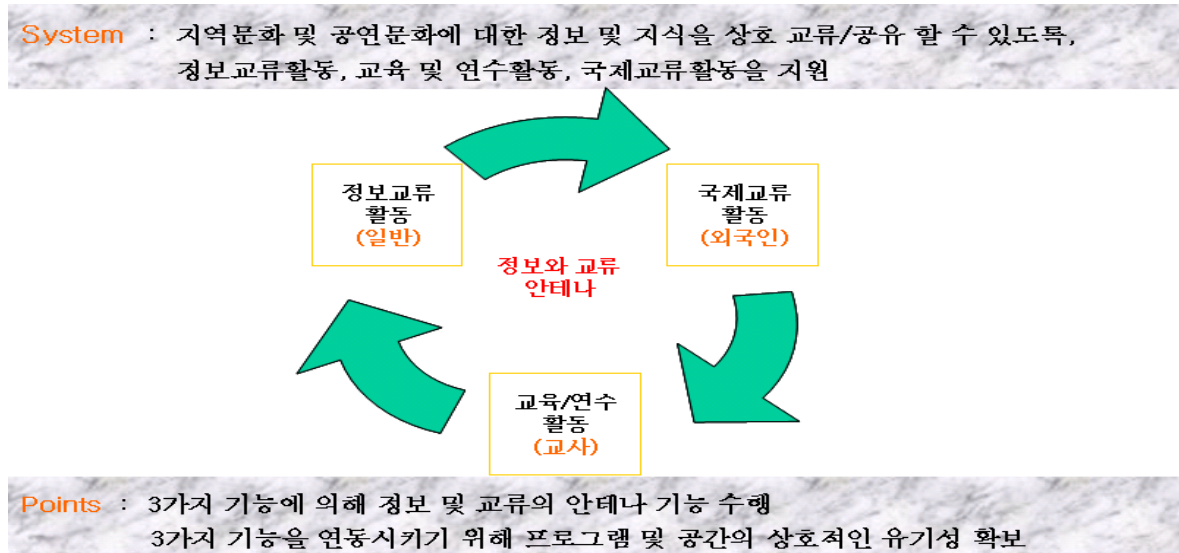 System : 지역문화 및 공연문화에 대한 정보 및 지식을 상호 교류/공유 할 수 있도록,
정보교류활동, 교육 및 연수활동, 국제교류활동을 지원
정보교류
활동
(일반)
국제교류
활동
(외국인)
정보와 교류
안테나
교육/연수
활동
(교사)
Points : 3가지 기능에 의해 정보 및 교류의 안테나 기능 수행
3가지 기능을 연동시키기 위해 프로그램 및 공간의 상호적인 유기성 확보